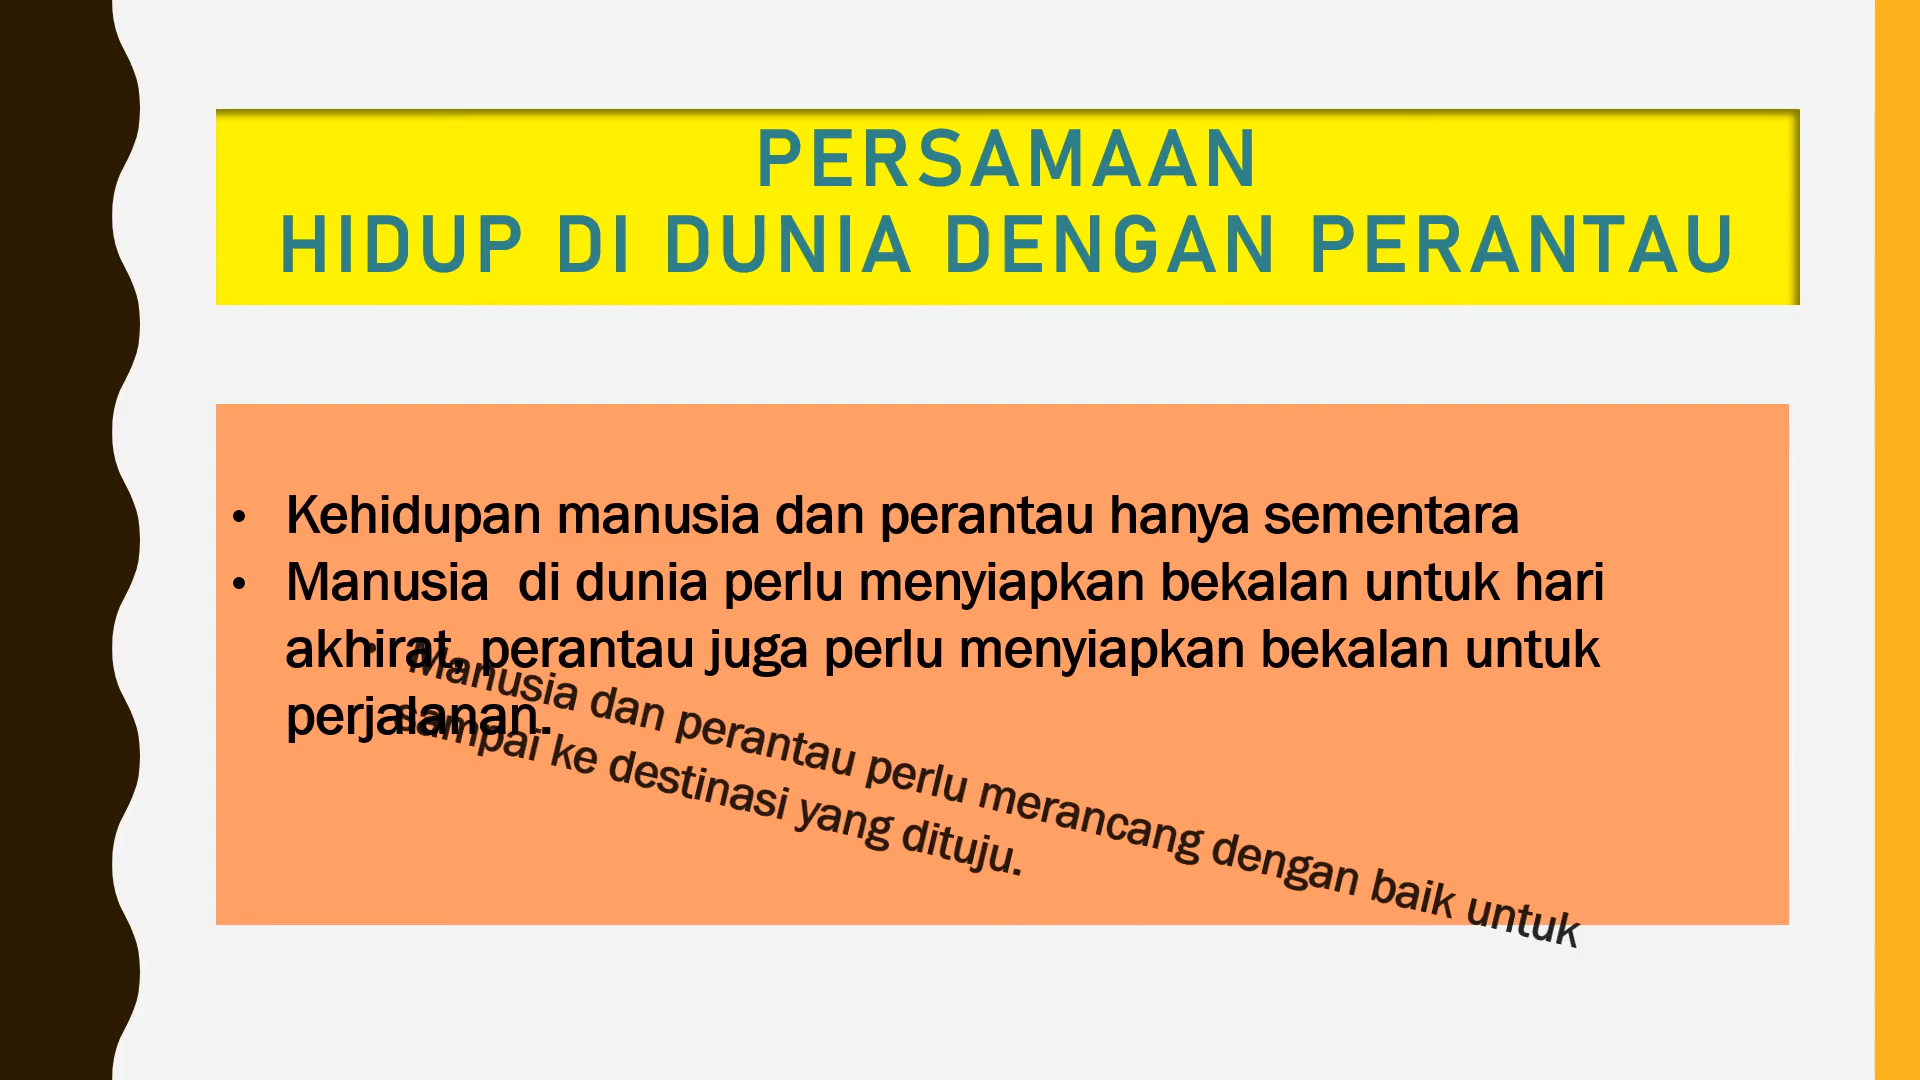 PERSAMAAN
HIDUP DI DUNIA DENGAN PERANTAU
• Kehidupan manusia dan perantau hanya sementara
• Manusia  di dunia perlu menyiapkan bekalan untuk hari
akhirat, perantau juga perlu menyiapkan bekalan untuk
perjalanan.
• Manusia dan perantau perlu merancang dengan baik untuk
sampai ke destinasi yang dituju.